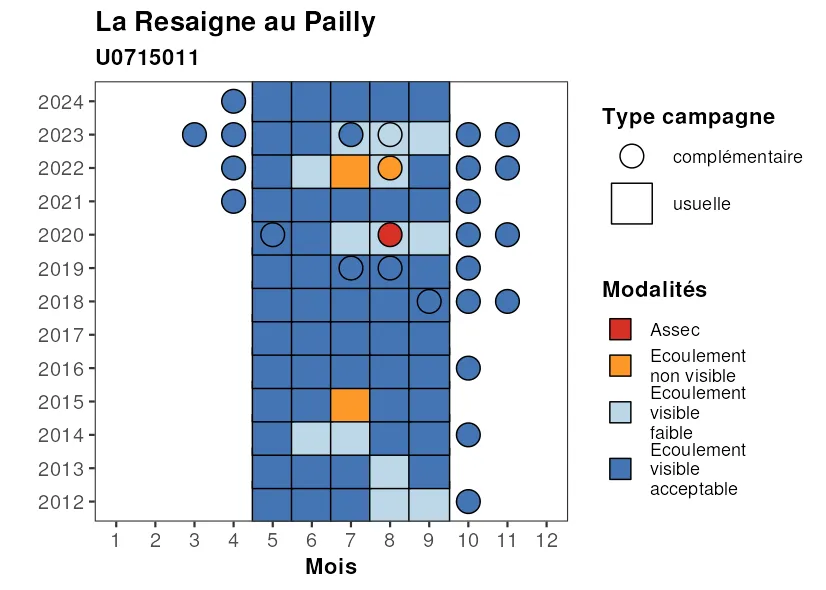 La Resaigne au Pailly
U0715011
2024
2023
2022
2021
2020
2019
2018
2017
2016
2015
2014
2013
2012
1 2 3 4 5 6 7 8 9 10 11 12
Mois
Type campagne
complémentaire
usuelle
Modalités
Assec
Ecoulement
non visible
Ecoulement
visible
faible
Ecoulement
visible
acceptable